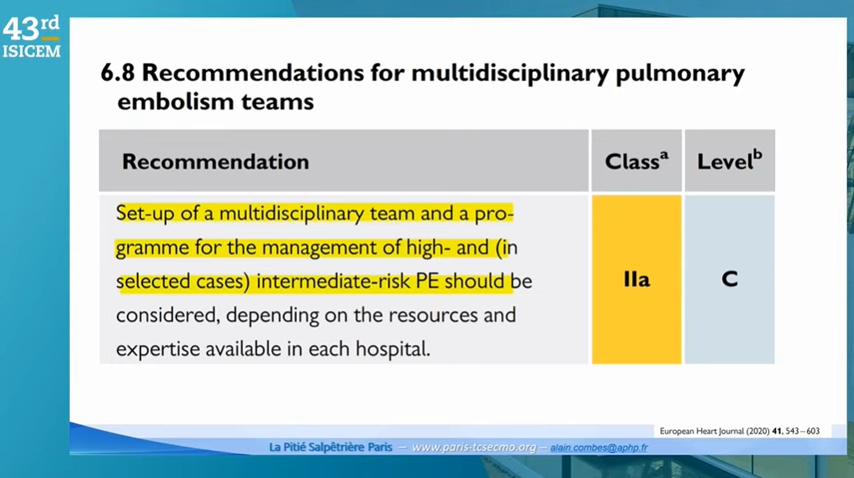 43rd
ISICEM
6.8 Recommendations for multidisciplinary pulmonary
embolism teams
Recommendation
Classᵃ
Levelᵇ
Set-up of a multidisciplinary team and a pro-
gramme for the management of high- and (in
selected cases) intermediate-risk PE should be
considered, depending on the resources and
expertise available in each hospital.
IIa
C
European Heart Journal (2020) 41, 543–603
La Pitié Salpêtrière Paris – www.paris-tcsecmo.org – alain.combes@aphp.fr